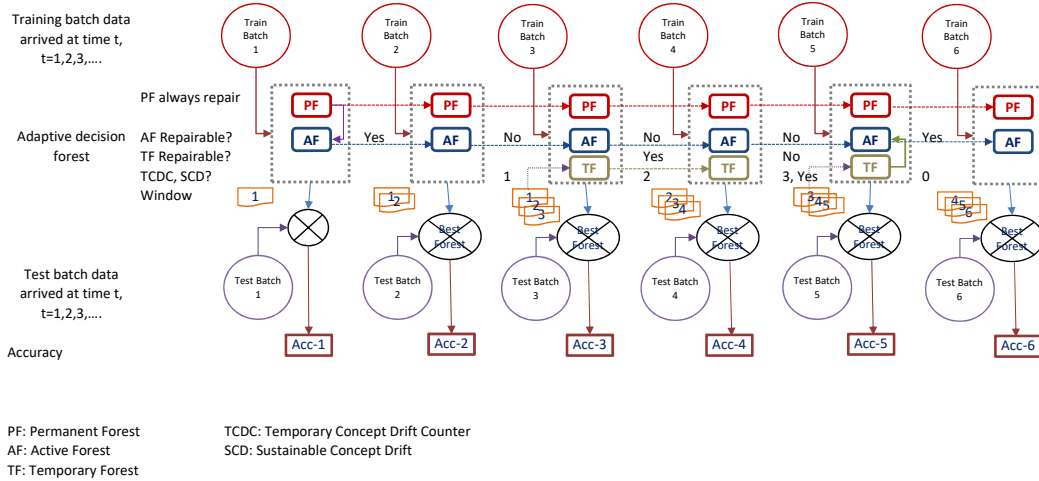 Training batch data
arrived at time t,
t=1,2,3,....
Train
Batch
1
Train
Batch
2
Train
Batch
3
Train
Batch
4
Train
Batch
5
Train
Batch
6
PF always repair
PF
PF
PF
PF
PF
PF
Adaptive decision
forest
AF Repairable?
TF Repairable?
TCDC, SCD?
Window
AF
Yes
AF
No
AF
No
AF
No
AF
Yes
AF
TF
Yes
TF
No
TF
1
2
3, Yes
0
1
1
2
1
2
3
2
3
4
3
4
5
4
5
6
Best
Forest
Best
Forest
Best
Forest
Best
Forest
Best
Forest
Test batch data
arrived at time t,
t=1,2,3,....
Test Batch
1
Test Batch
2
Test Batch
3
Test Batch
4
Test Batch
5
Test Batch
6
Accuracy
Acc-1
Acc-2
Acc-3
Acc-4
Acc-5
Acc-6
PF: Permanent Forest
AF: Active Forest
TF: Temporary Forest
TCDC: Temporary Concept Drift Counter
SCD: Sustainable Concept Drift